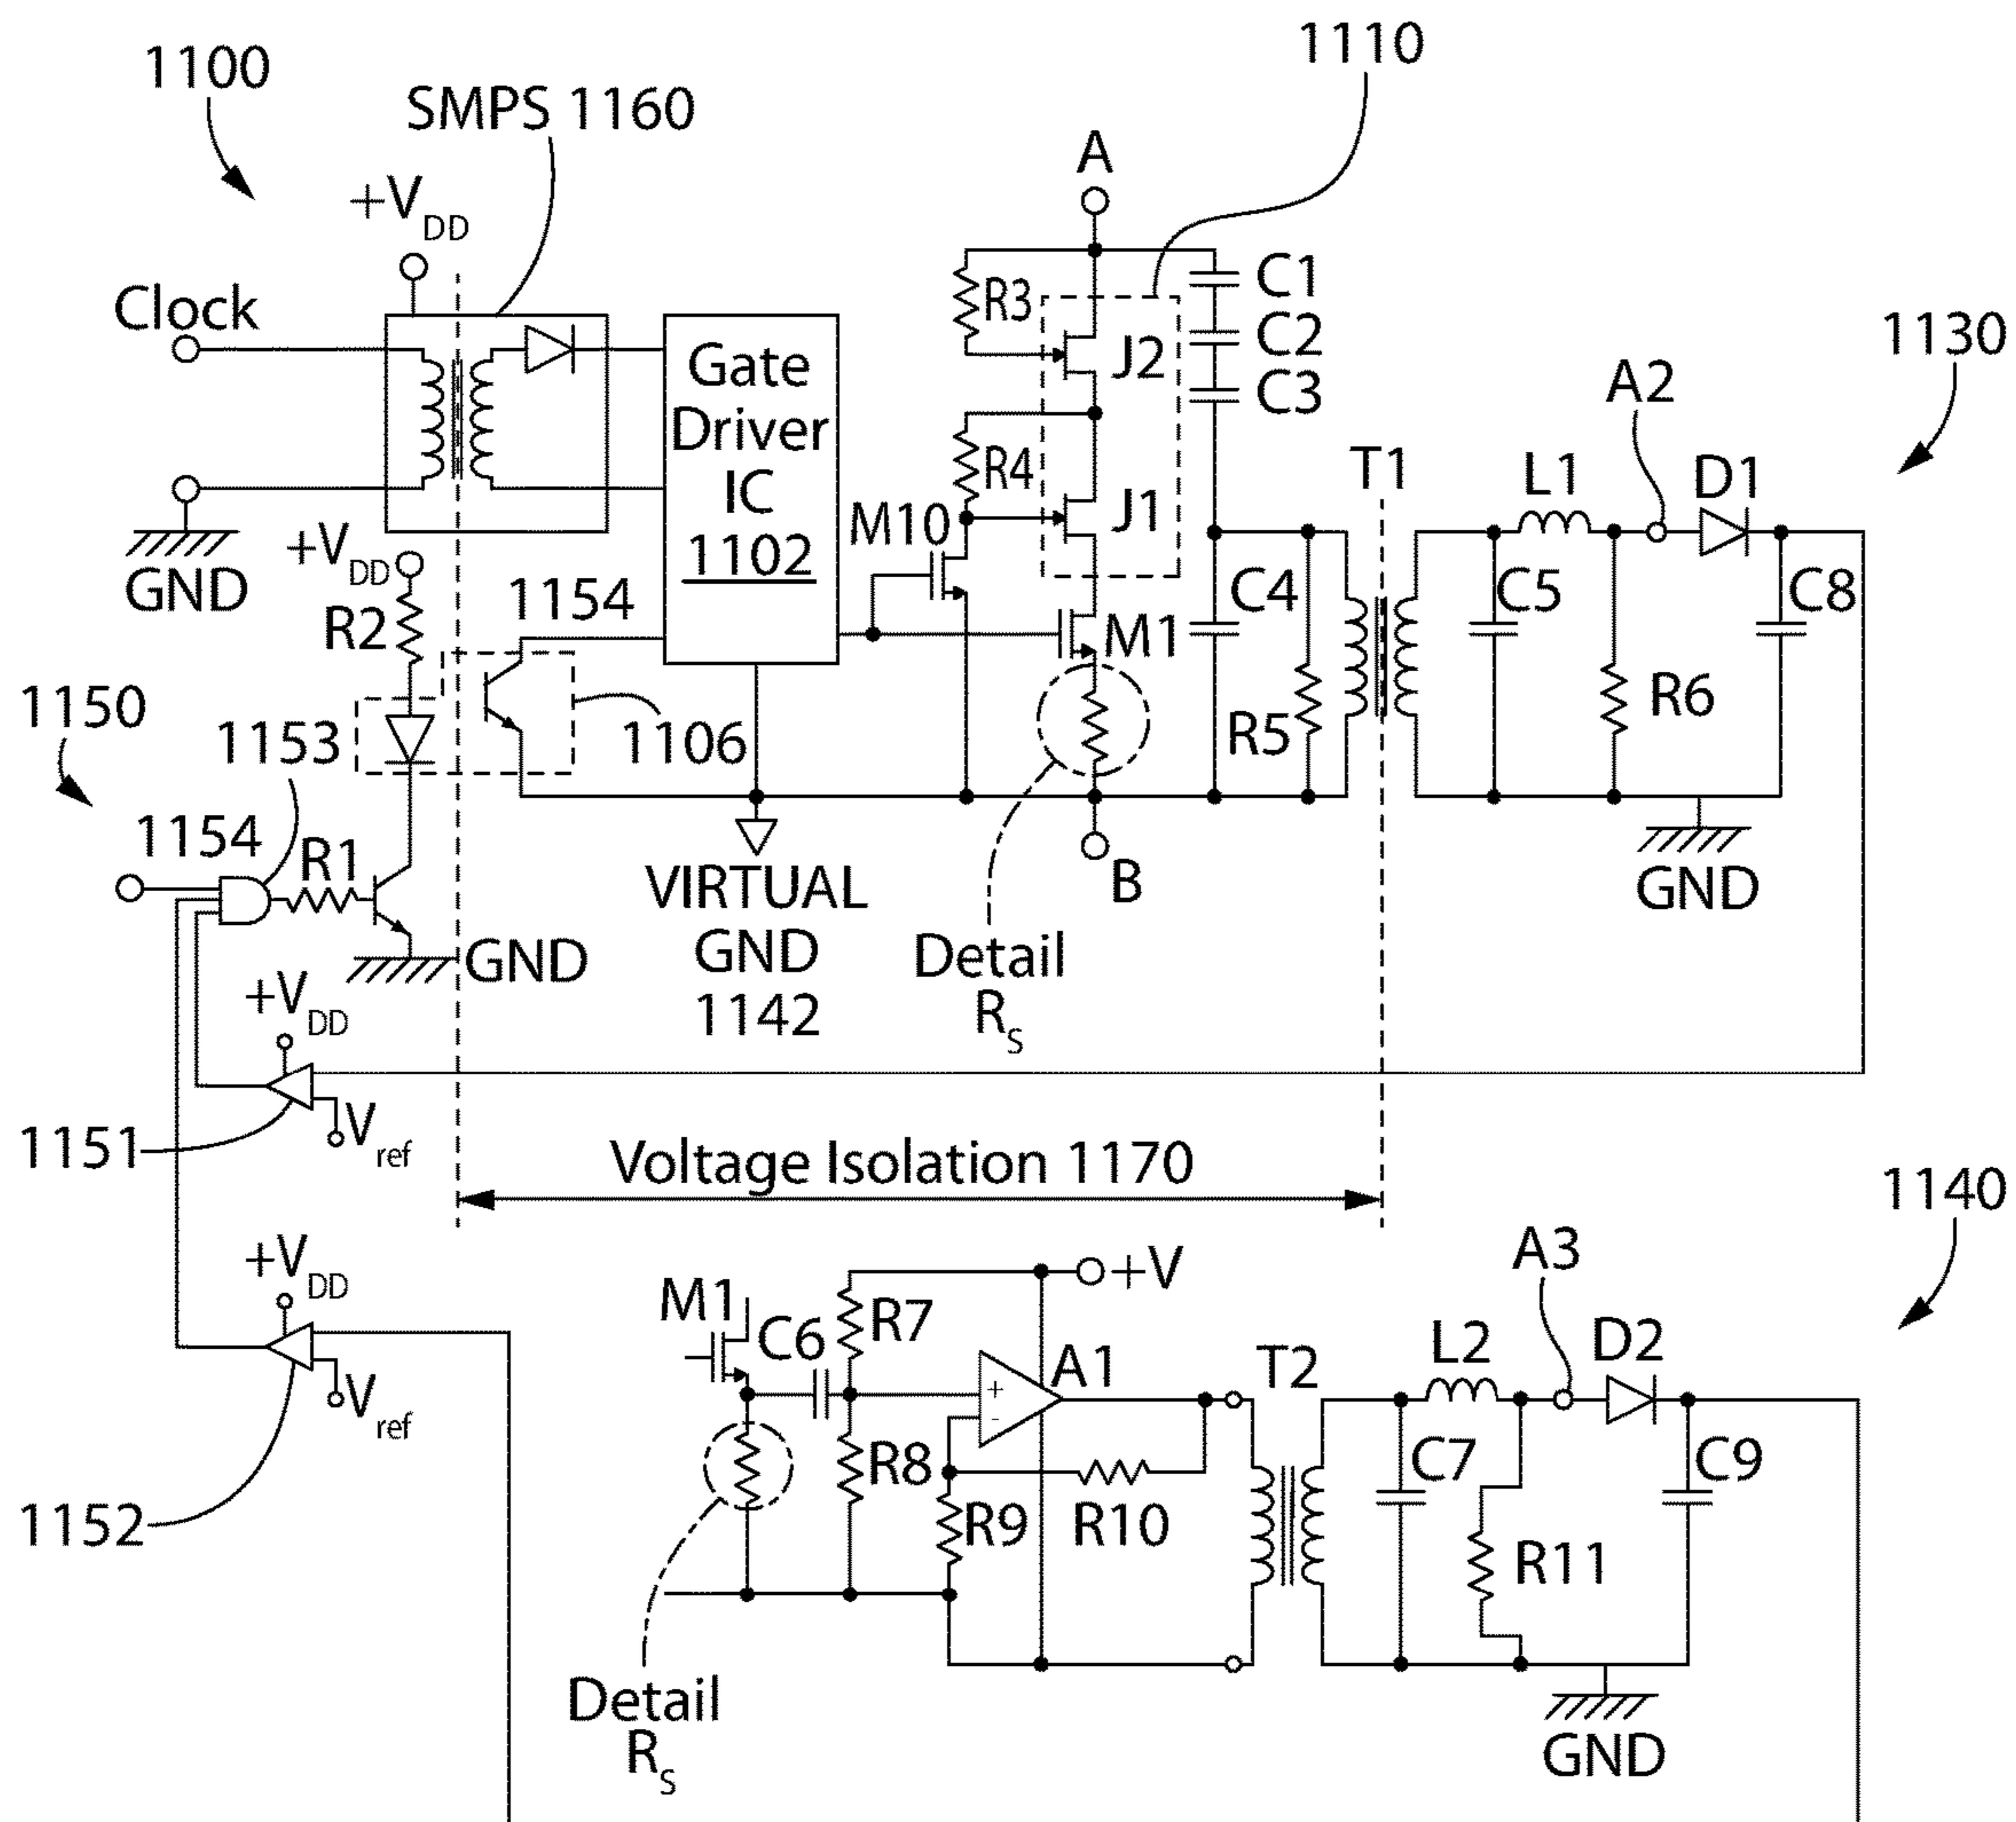 1100
SMPS 1160
1110
+VDD
A
Clock
GND
Gate
Driver
IC
1102
R3
J2
R4
J1
M10
C1
C2
C3
1130
A2
T1
L1
D1
+VDD
R2
1154
C4
M1
R5
C5
R6
C8
1150
1153
1106
1154
R1
GND
VIRTUAL
GND
1142
B
Detail
RS
GND
+VDD
1151
Vref
Voltage Isolation 1170
1140
+VDD
1152
Vref
M1
C6
R7
+V
A1
+
-
R8
R9
R10
T2
A3
L2
D2
C7
C9
R11
Detail
RS
GND